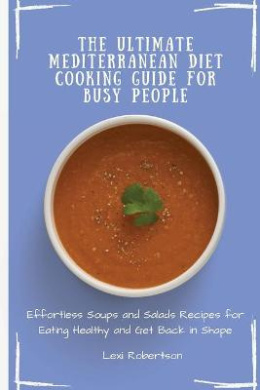 THE ULTIMATE
MEDITERRANEAN DIET
COOKING GUIDE FOR
BUSY PEOPLE
Effortless Soups and Salads Recipes for
Eating Healthy and Get Back in Shape
Lexi Robertson